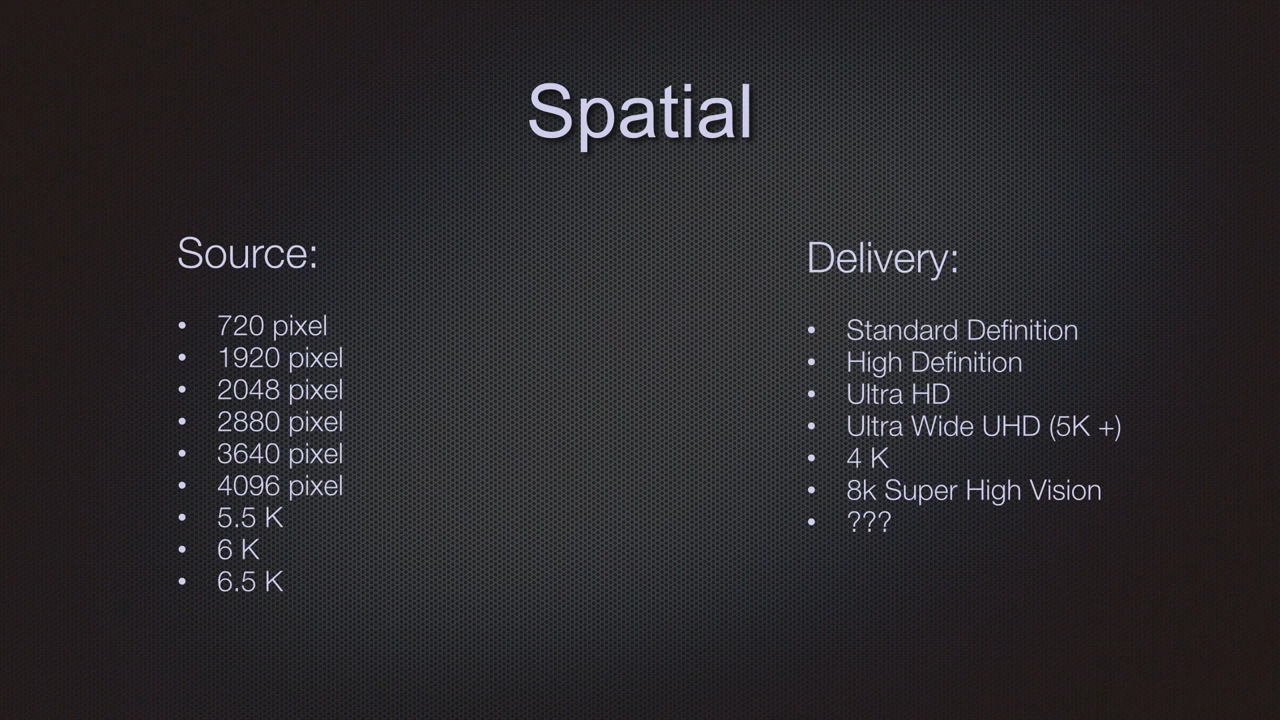 Spatial
Source:
• 720 pixel
• 1920 pixel
• 2048 pixel
• 2880 pixel
• 3640 pixel
• 4096 pixel
• 5.5 K
• 6 K
• 6.5 K
Delivery:
• Standard Definition
• High Definition
• Ultra HD
• Ultra Wide UHD (5K +)
• 4 K
• 8k Super High Vision
• ???